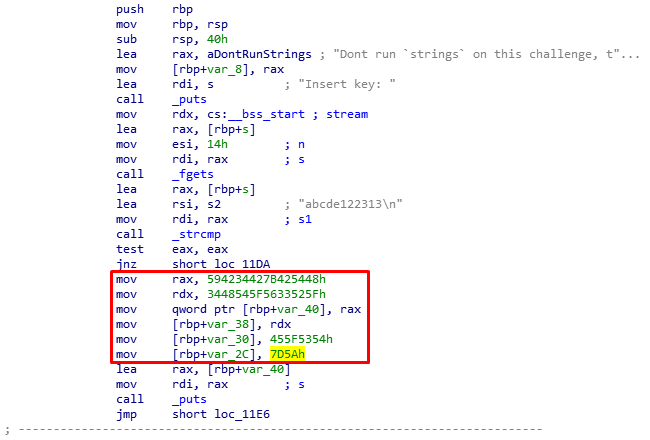 push rbp
mov rbp, rsp
sub rsp, 40h
lea rax, aDontRunStrings ; "Dont run `strings` on this challenge, t"...
mov [rbp+var_8], rax
lea rdi, s ; "Insert key: "
call _puts
mov rdx, cs:__bss_start ; stream
lea rax, [rbp+s]
mov esi, 14h ; n
mov rdi, rax ; s
call _fgets
lea rax, [rbp+s]
lea rsi, s2 ; "abcde122313\n"
mov rdi, rax ; s1
call _strcmp
test eax, eax
jnz short loc_11DA
mov rax, 594234427B425448h
mov rdx, 3448545F5633525Fh
mov qword ptr [rbp+var_40], rax
mov [rbp+var_38], rdx
mov [rbp+var_30], 455F5354h
mov [rbp+var_2C], 7D5Ah
lea rax, [rbp+var_40]
mov rdi, rax ; s
call _puts
jmp short loc_11E6
; ---------------------------------------------------------------------------